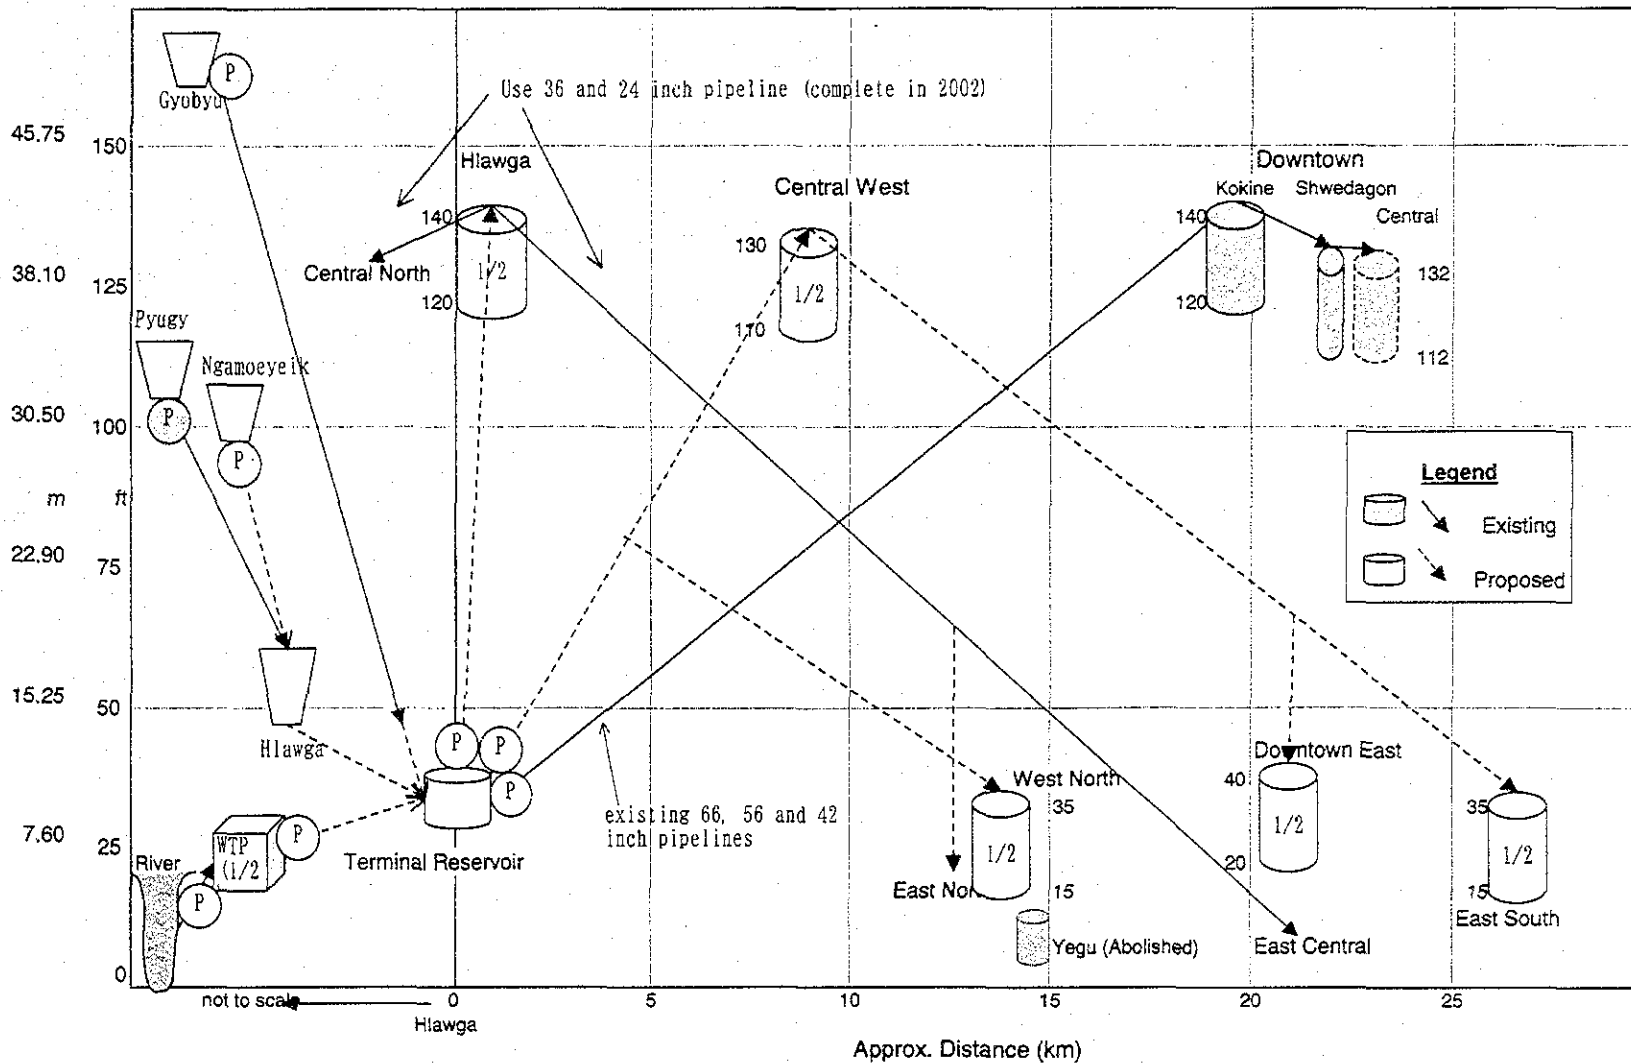 P
Gyobyu
Use 36 and 24 inch pipeline (complete in 2002)
45.75
150
Hlawga
Central West
Downtown
Kokine
Shwedagon
Central
140
1/2
120
Central North
130
1/2
110
140
120
132
112
38.10
125
Pyugy
P
Ngamoeyeik
P
30.50
100
m
ft
22.90
75
Legend
Existing
Proposed
15.25
50
Hlawga
P
P
P
Terminal Reservoir
existing 66, 56 and 42
inch pipelines
West North
35
1/2
15
East Nor
Yegu (Abolished)
Downtown East
40
1/2
20
East Central
35
1/2
15
East South
7.60
25
River
WTP
(1/2
P
P
0
not to scale
0
5
10
15
20
25
Hlawga
Approx. Distance (km)